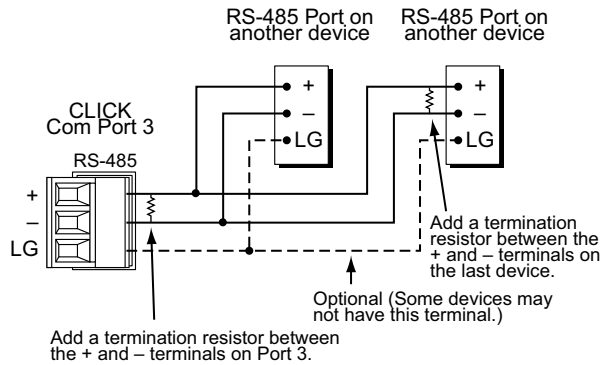 RS-485 Port on
another device
RS-485 Port on
another device
+
–
LG
+
–
LG
CLICK
Com Port 3
RS-485
+
–
LG
Add a termination
resistor between the
+ and – terminals on
the last device.
Optional (Some devices may
not have this terminal.)
Add a termination resistor between
the + and – terminals on Port 3.